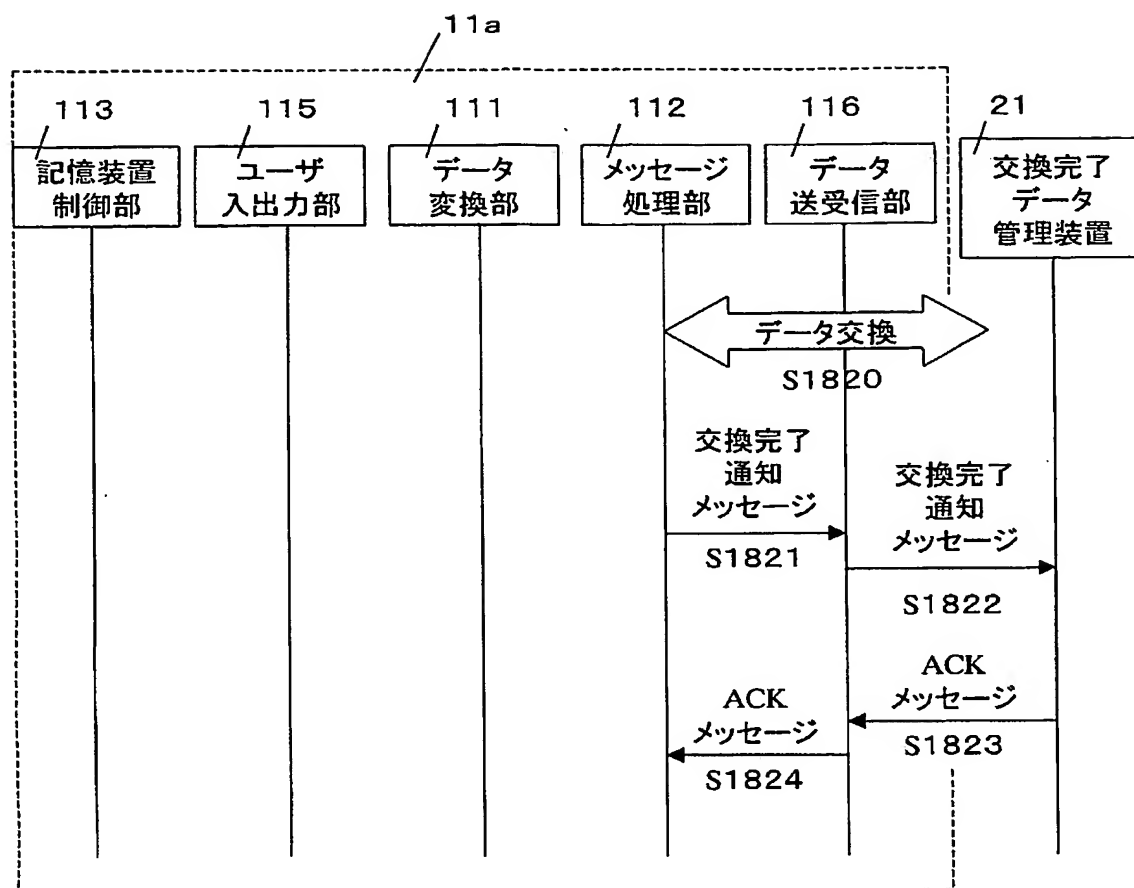 11a
113
115
111
112
116
21
記憶装置
制御部
ユーザ
入出力部
データ
変換部
メッセージ
処理部
データ
送受信部
交換完了
データ
管理装置
データ交換
S1820
交換完了
通知
メッセージ
S1821
交換完了
通知
メッセージ
S1822
ACK
メッセージ
S1823
ACK
メッセージ
S1824